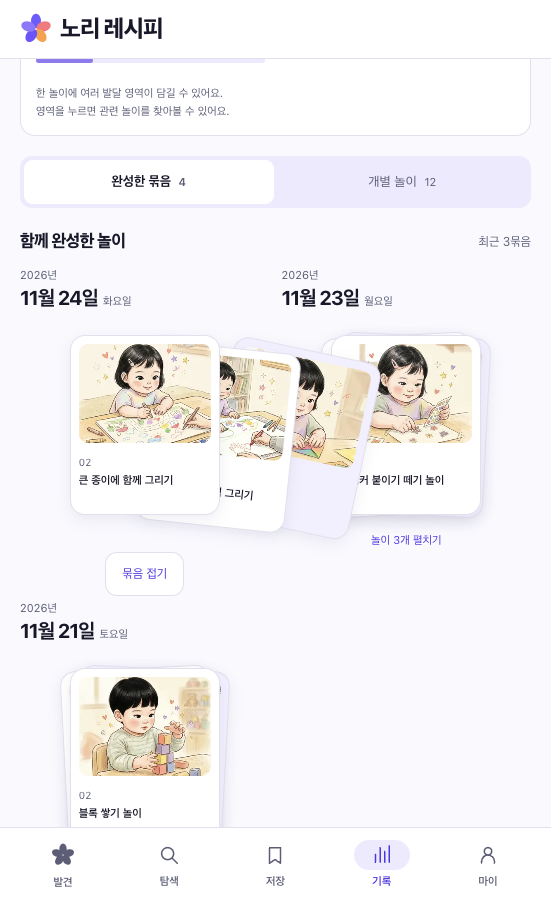 노리 레시피
한 놀이에 여러 발달 영역이 담길 수 있어요.
영역을 누르면 관련 놀이를 찾아볼 수 있어요.
완성한 묶음 4
개별 놀이 12
함께 완성한 놀이
최근 3묶음
2026년
11월 24일 화요일
2026년
11월 23일 월요일
02
큰 종이에 함께 그리기
그리기
커 붙이기 떼기 놀이
놀이 3개 펼치기
묶음 접기
2026년
11월 21일 토요일
02
블록 쌓기 놀이
발견
탐색
저장
기록
마이